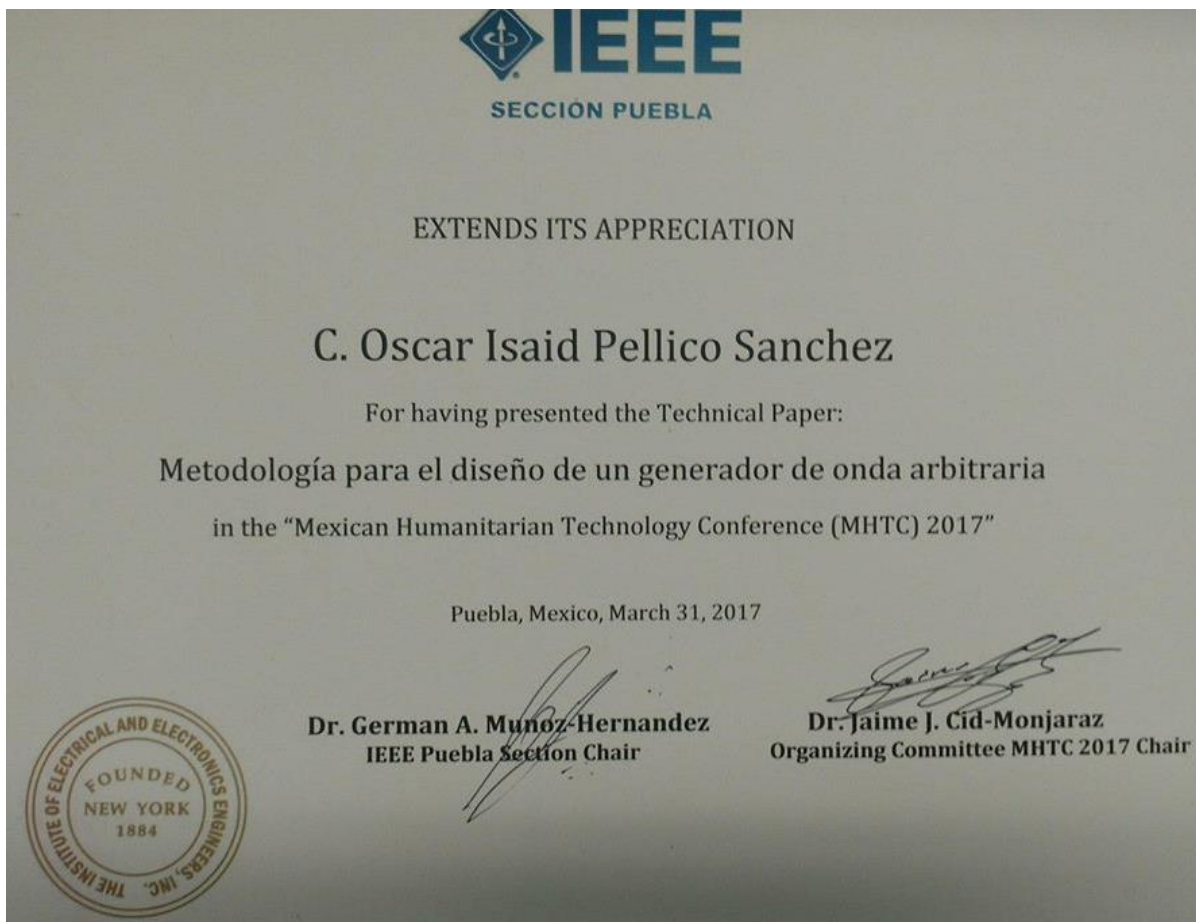 IEEE
SECCIÓN PUEBLA
EXTENDS ITS APPRECIATION
C. Oscar Isaid Pellico Sanchez
For having presented the Technical Paper:
Metodología para el diseño de un generador de onda arbitraria
in the “Mexican Humanitarian Technology Conference (MHTC) 2017”
Puebla, Mexico, March 31, 2017
Dr. German A. Muñoz-Hernandez
IEEE Puebla Section Chair
Dr. Jaime J. Cid-Monjaraz
Organizing Committee MHTC 2017 Chair
THE INSTITUTE OF ELECTRICAL AND ELECTRONICS ENGINEERS, INC.
FOUNDED
NEW YORK
1884